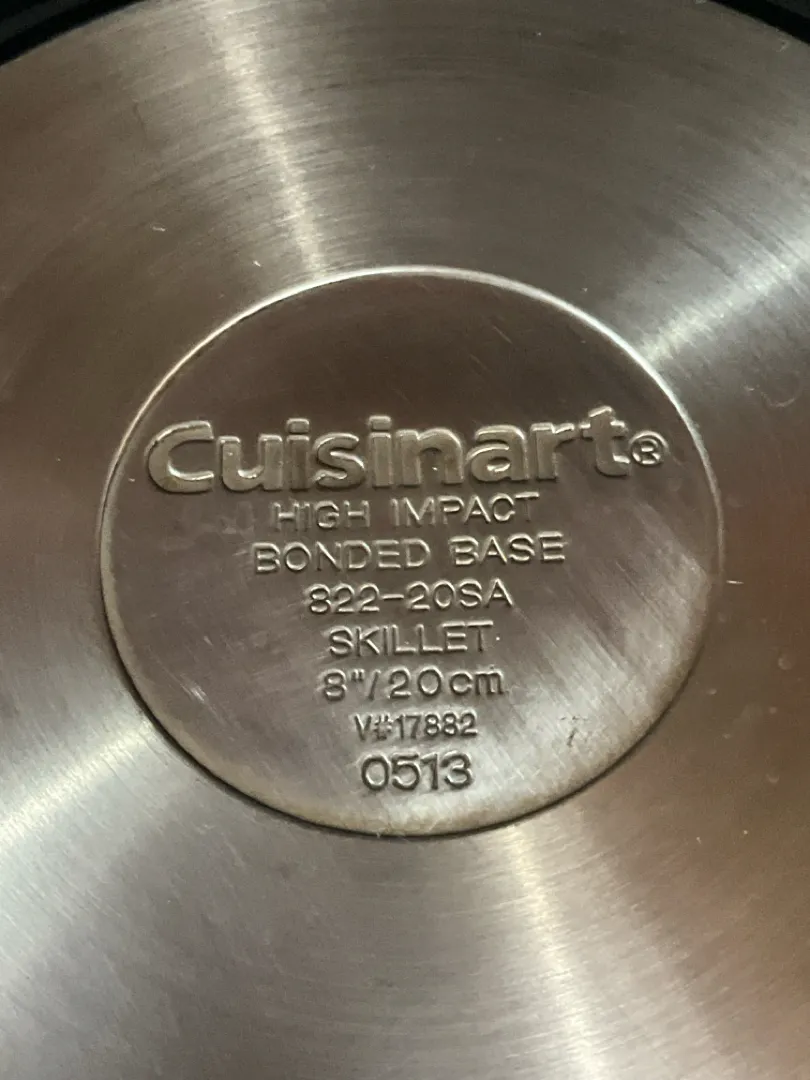 Cuisinart®
HIGH IMPACT
BONDED BASE
822-20SA
SKILLET
8"/20cm
V#17882
0513